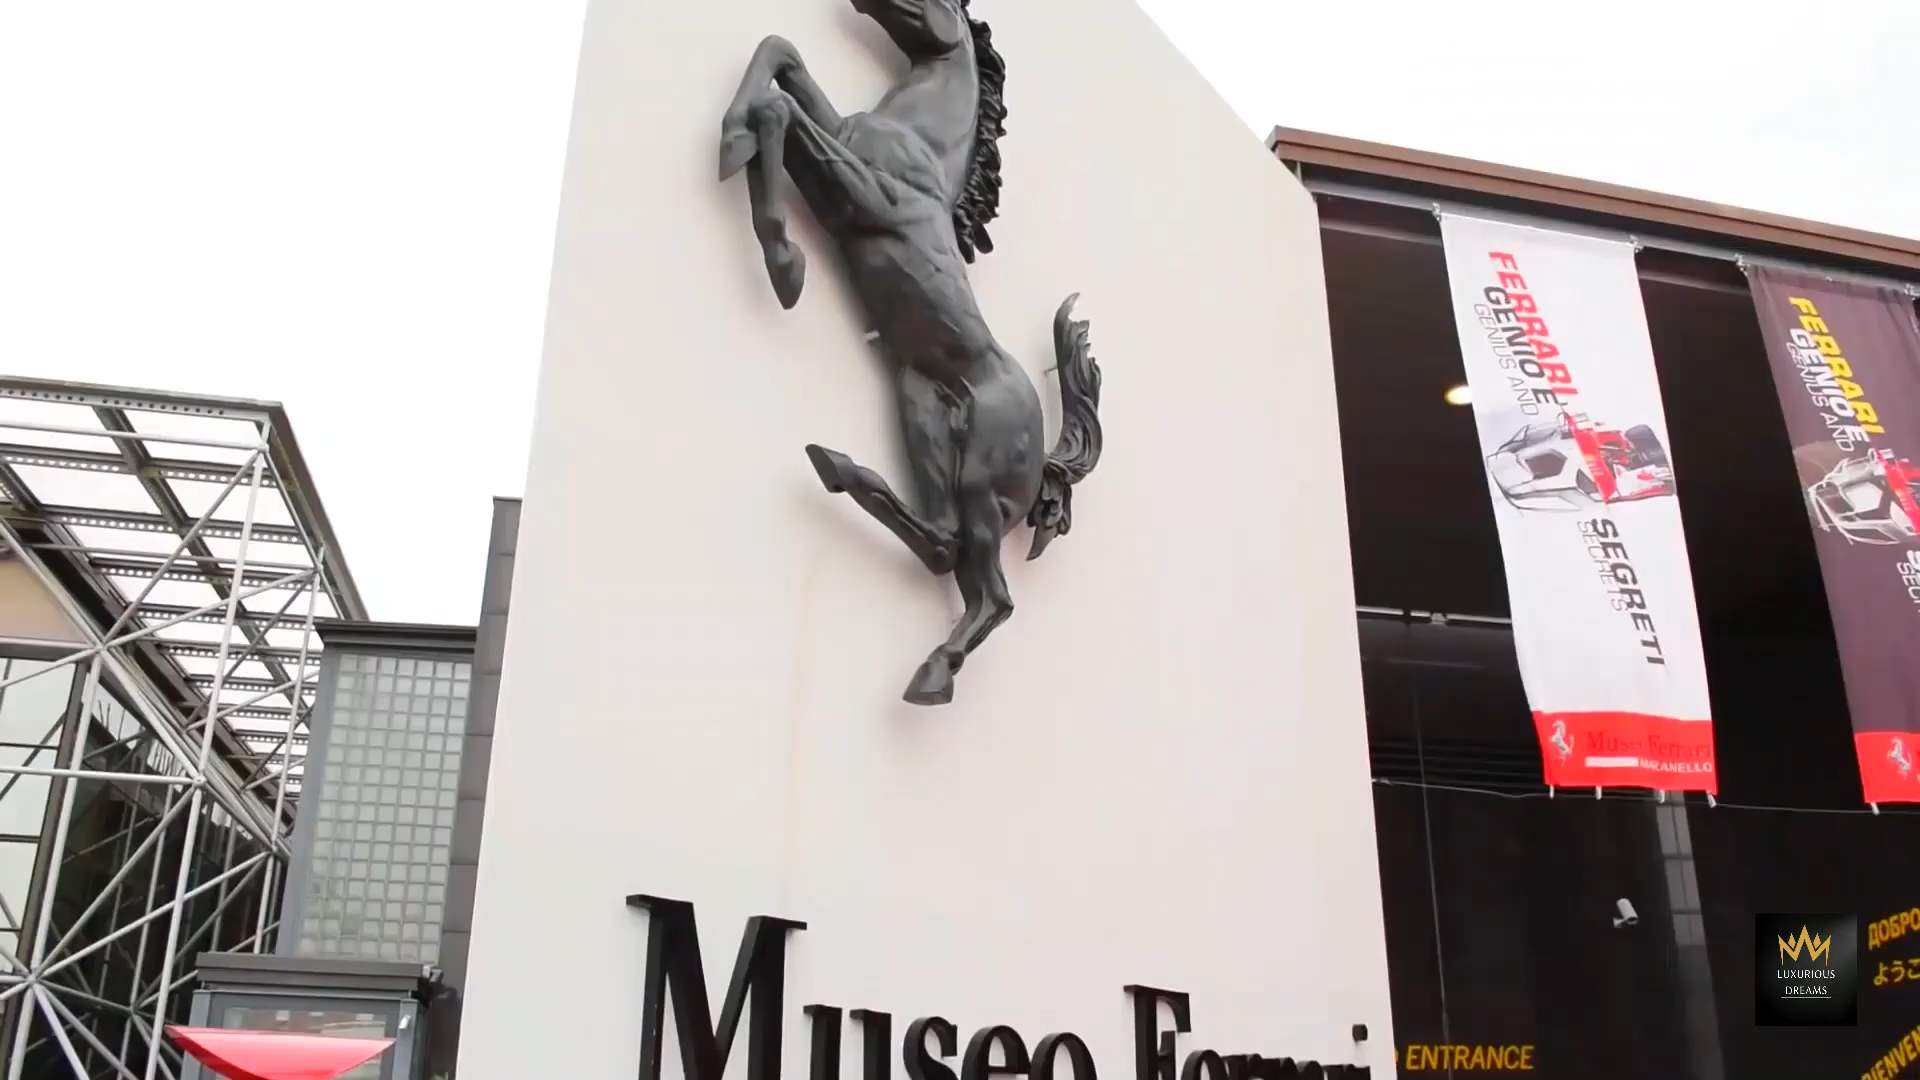 FERRARI
GENIO E
GENIUS AND
SEGRETI
SECRETS
Museo Ferrari
MARANELLO
FERRARI
GENIO E
GENIUS AND
Museo Ferrari
ENTRANCE
LUXURIOUS
DREAMS